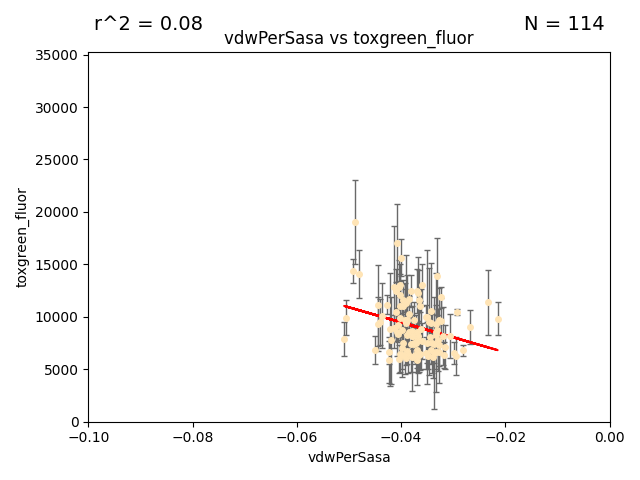 r^2 = 0.08
N = 114
vdwPerSasa vs toxgreen_fluor
35000
30000
25000
20000
15000
10000
5000
0
toxgreen_fluor
−0.10
−0.08
−0.06
−0.04
−0.02
0.00
vdwPerSasa